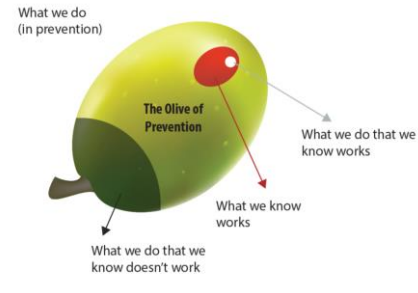 What we do
(in prevention)
The Olive of
Prevention
What we do that we
know works
What we know
works
What we do that we
know doesn't work